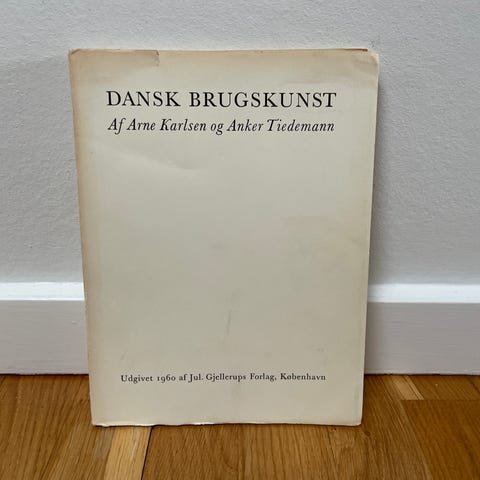 DANSK BRUGSKUNST
Af Arne Karlsen og Anker Tiedemann
Udgivet 1960 af Jul. Gjellerups Forlag, København